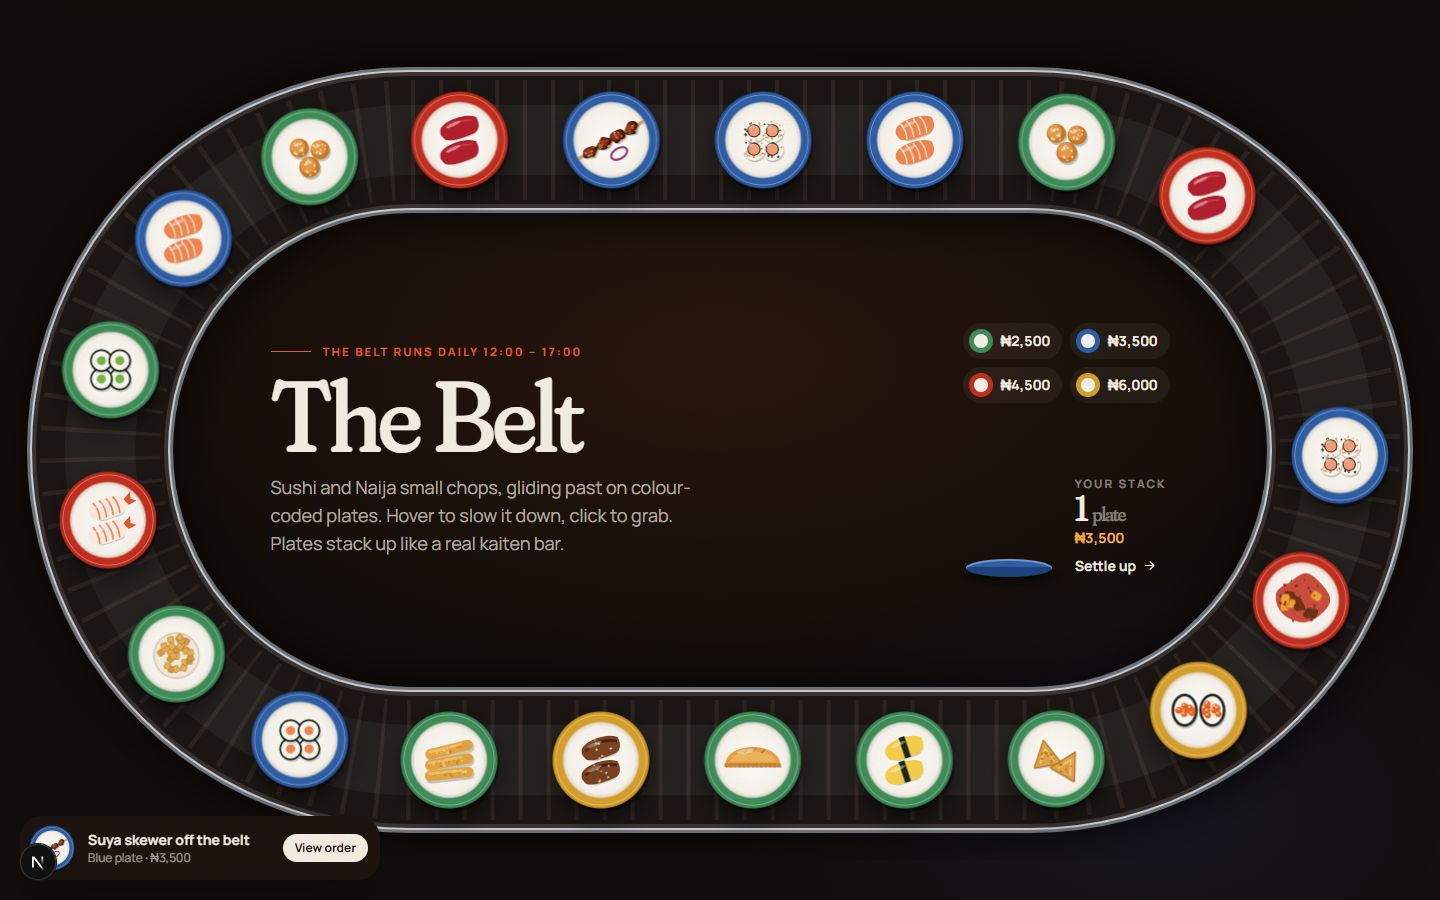 THE BELT RUNS DAILY 12:00 – 17:00
The Belt
Sushi and Naija small chops, gliding past on colour-
coded plates. Hover to slow it down, click to grab.
Plates stack up like a real kaiten bar.
₦2,500
₦3,500
₦4,500
₦6,000
YOUR STACK
1 plate
₦3,500
Settle up →
Suya skewer off the belt
Blue plate · ₦3,500
View order
N